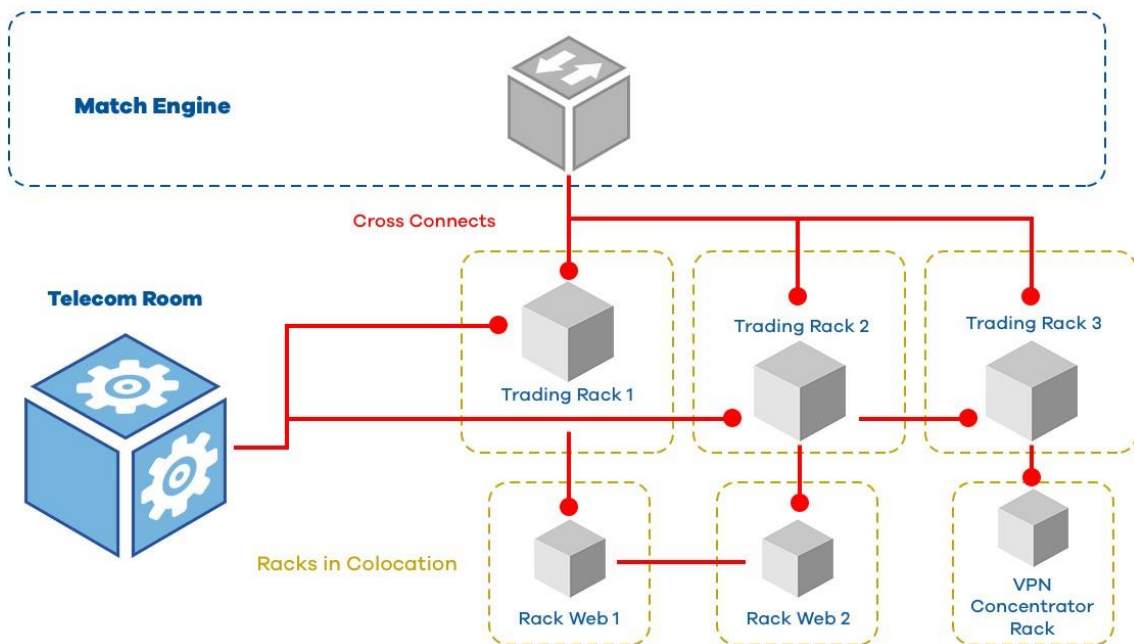 Match Engine
Cross Connects
Telecom Room
Trading Rack 2
Trading Rack 3
Trading Rack 1
Racks in Colocation
Rack Web 1
Rack Web 2
VPN
Concentrator
Rack